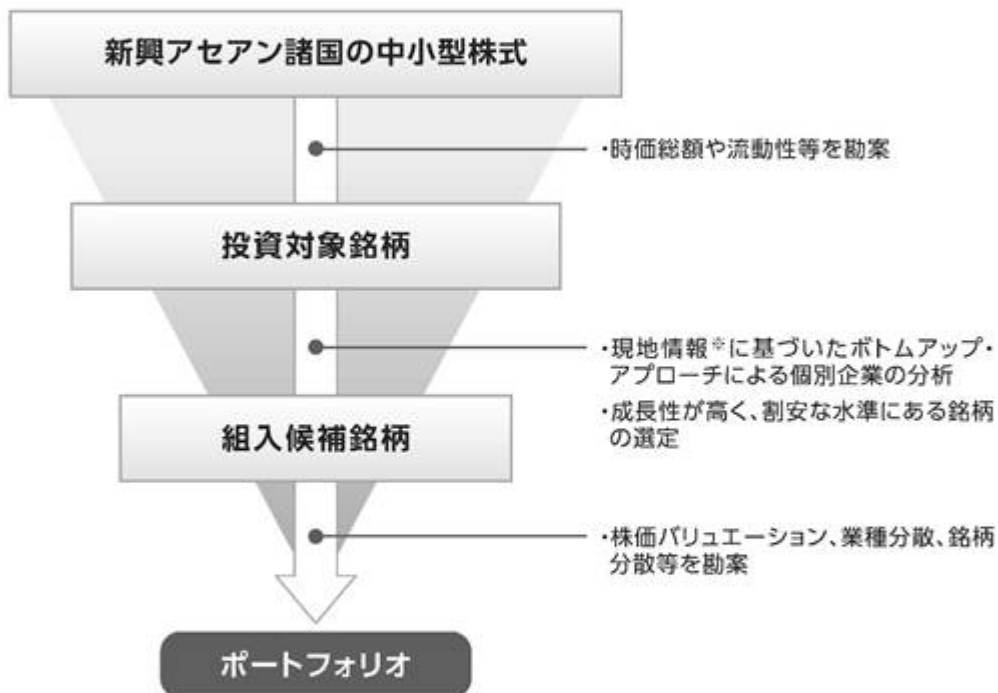 新興アセアン諸国の中小型株式
・時価総額や流動性等を勘案
投資対象銘柄
・現地情報※に基づいたボトムアップ・
アプローチによる個別企業の分析
・成長性が高く、割安な水準にある銘柄
の選定
組入候補銘柄
・株価バリュエーション、業種分散、銘柄
分散等を勘案
ポートフォリオ